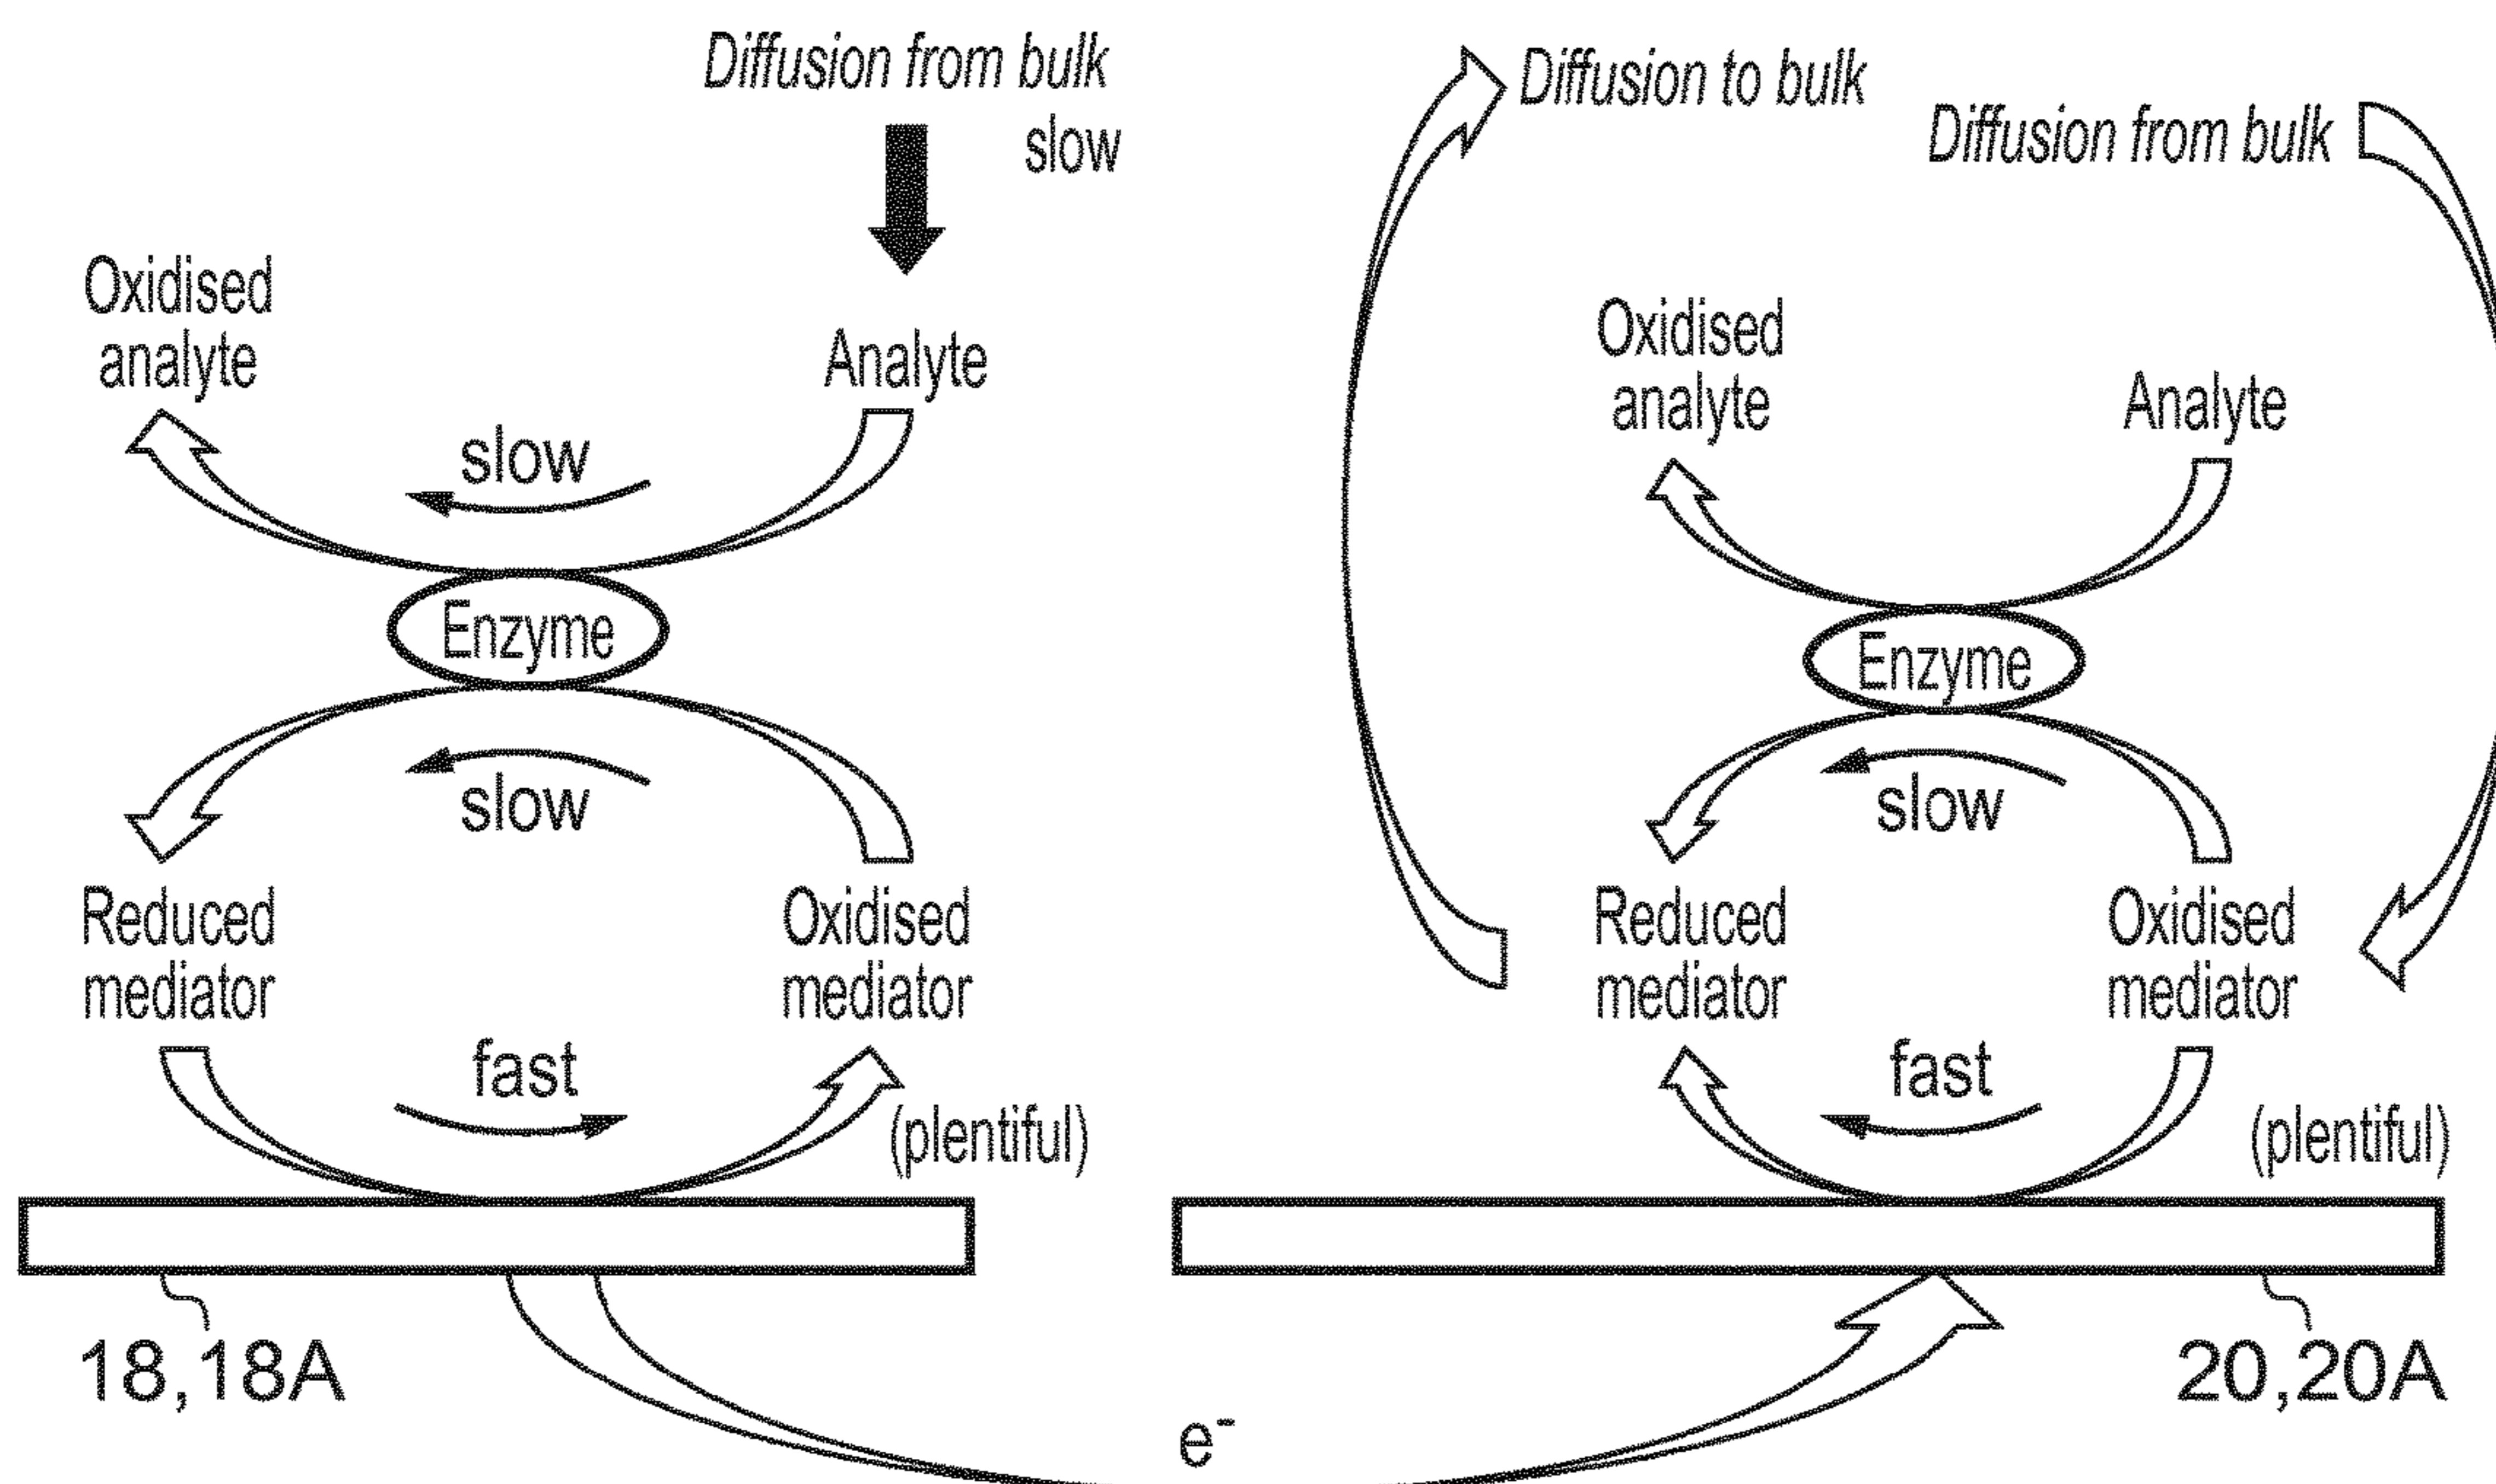 Diffusion from bulk
slow
Oxidised
analyte
Analyte
slow
Enzyme
slow
Reduced
mediator
Oxidised
mediator
fast
(plentiful)
18,18A
e-
Diffusion to bulk
Diffusion from bulk
Oxidised
analyte
Analyte
Enzyme
slow
Reduced
mediator
Oxidised
mediator
fast
(plentiful)
20,20A